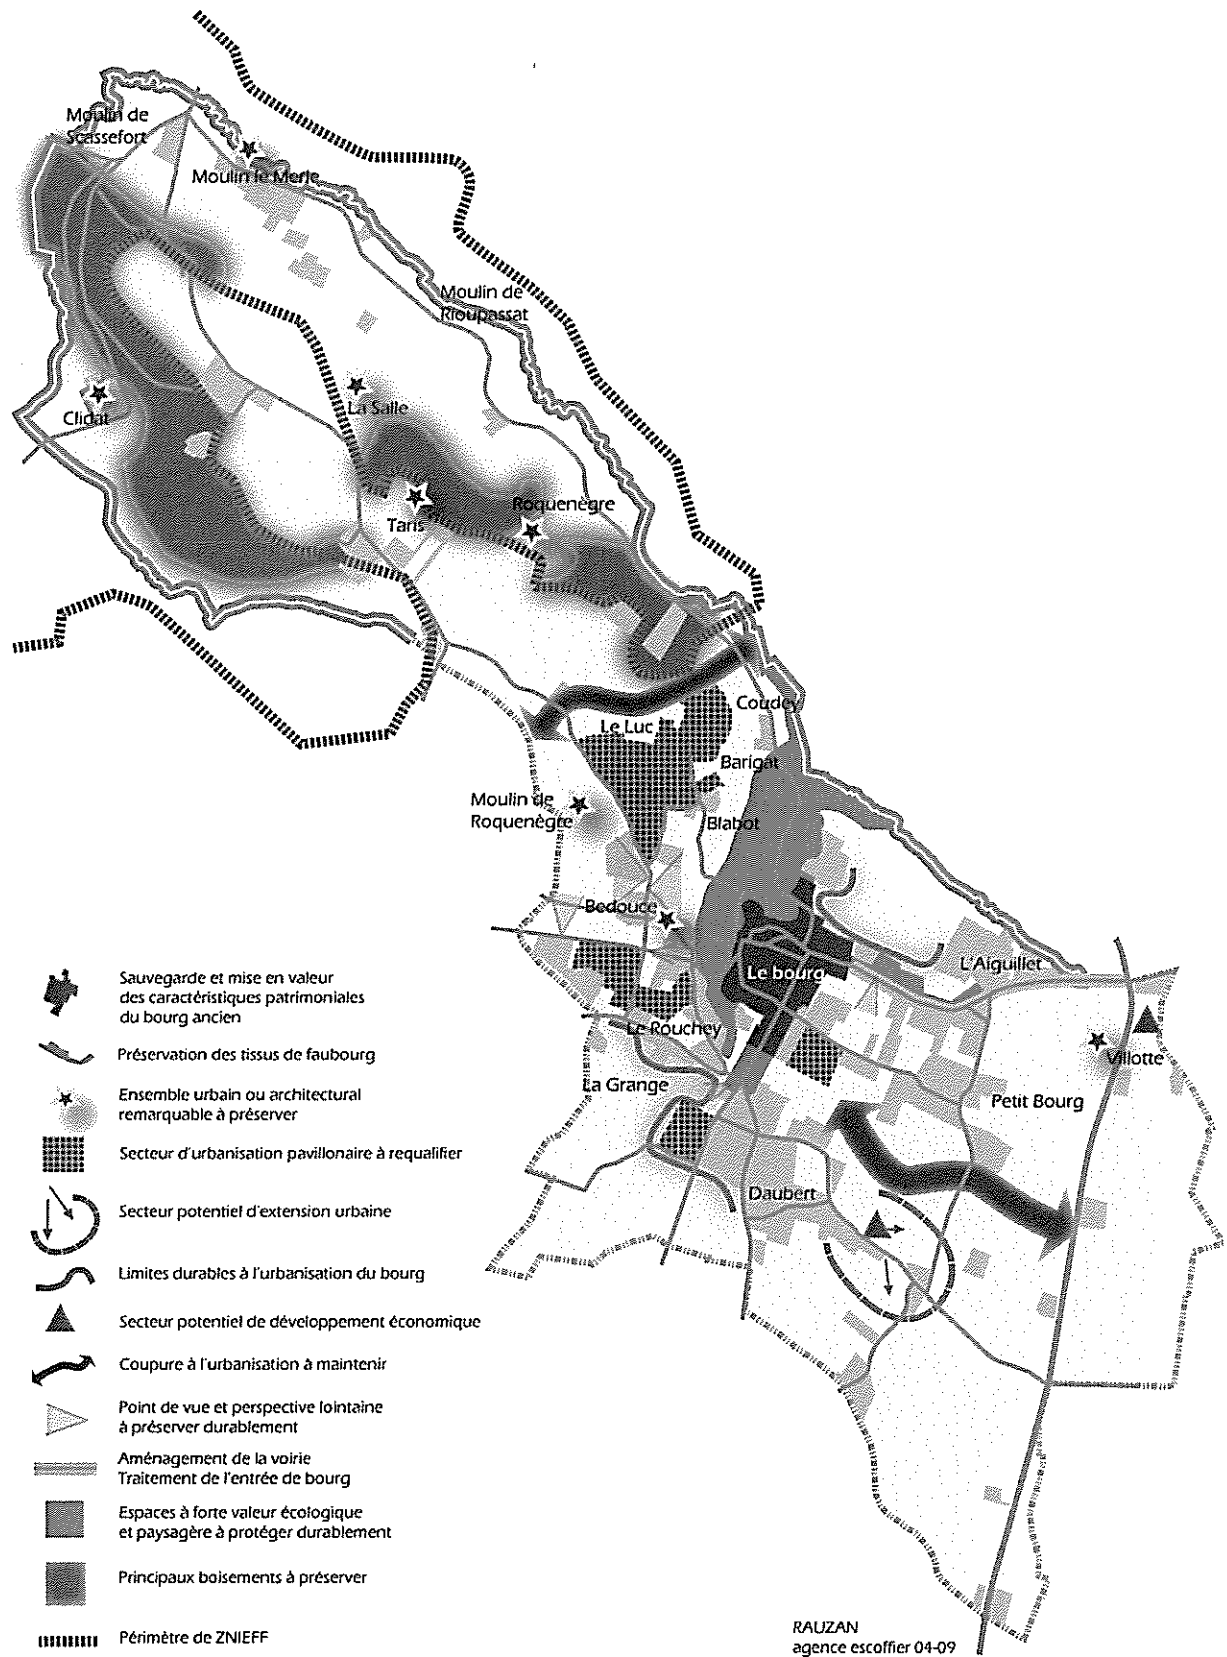 Moulin de
Scassefort
Moulin le Merle
Moulin de
Rioupassat
La Salle
Clidat
Roquenègre
Taris
Coudey
Le Luc
Barigat
Moulin de
Roquenègre
Blabot
Bedouce
L'Aiguillet
Le bourg
Le Rouchey
Villotte
La Grange
Petit Bourg
Daubert
Sauvegarde et mise en valeur
des caractéristiques patrimoniales
du bourg ancien
Préservation des tissus de faubourg
Ensemble urbain ou architectural
remarquable à préserver
Secteur d'urbanisation pavillonaire à requalifier
Secteur potentiel d'extension urbaine
Limites durables à l'urbanisation du bourg
Secteur potentiel de développement économique
Coupure à l'urbanisation à maintenir
Point de vue et perspective lointaine
à préserver durablement
Aménagement de la voirie
Traitement de l'entrée de bourg
Espaces à forte valeur écologique
et paysagère à protéger durablement
Principaux boisements à préserver
Périmètre de ZNIEFF
RAUZAN
agence escoffier 04-09